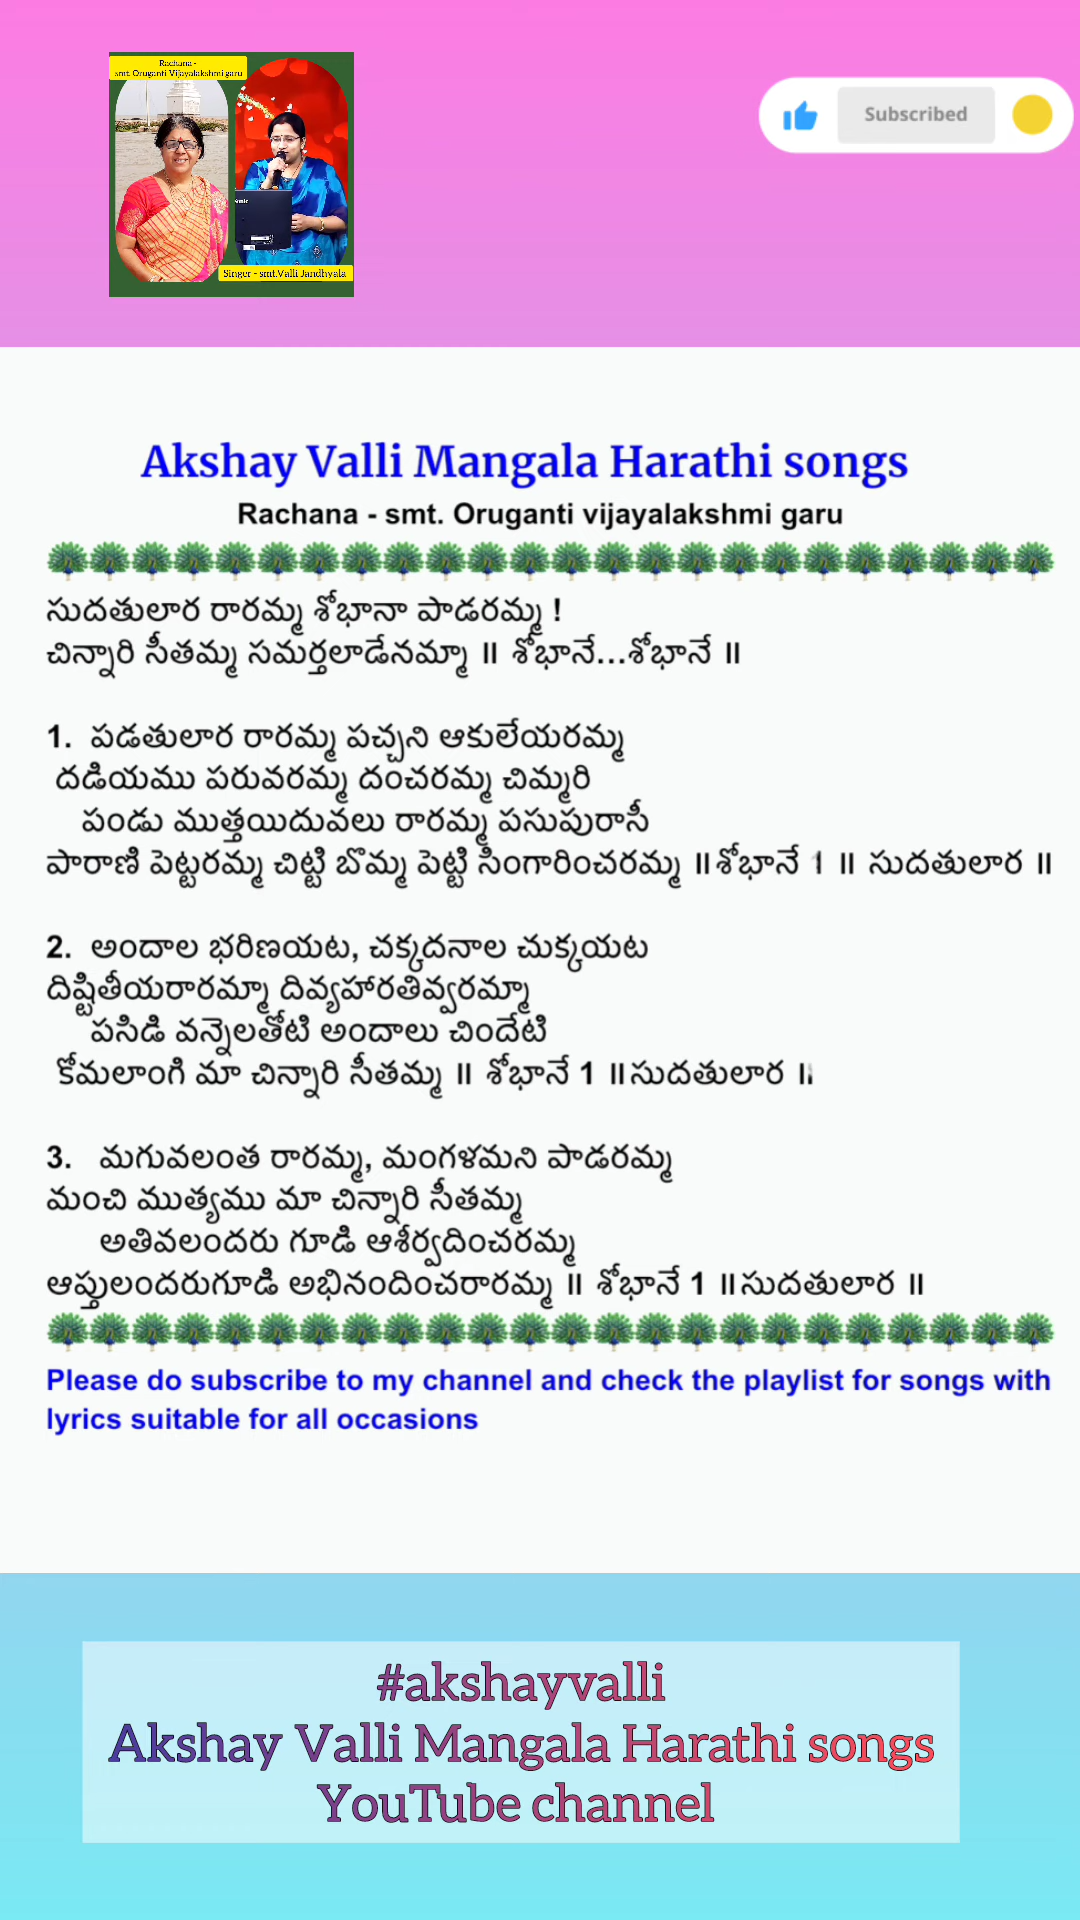 Rachana -
smt. Oruganti Vijayalakshmi garu
Singer - smt.Valli Jandhyala
Subscribed
Akshay Valli Mangala Harathi songs
Rachana - smt. Oruganti vijayalakshmi garu
సుదతులార రారమ్మ శోభానా పాడరమ్మ !
చిన్నారి సీతమ్మ సమర్తలాడేనమ్మా ॥ శోభానే...శోభానే ॥
1. పడతులార రారమ్మ పచ్చని ఆకులేయరమ్మ
దడియము పరువరమ్మ దంచరమ్మ చిమ్మరి
పండు ముత్తయిదువలు రారమ్మ పసుపురాసీ
పారాణి పెట్టరమ్మ చిట్టి బొమ్మ పెట్టి సింగారించరమ్మ ॥శోభానే 1 ॥ సుదతులార ॥
2. అందాల భరిణయట, చక్కదనాల చుక్కయట
దిష్టితీయరారమ్మా దివ్యహారతివ్వరమ్మా
పసిడి వన్నెలతోటి అందాలు చిందేటి
కోమలాంగి మా చిన్నారి సీతమ్మ ॥ శోభానే 1 ॥సుదతులార ॥
3. మగువలంత రారమ్మ, మంగళమని పాడరమ్మ
మంచి ముత్యము మా చిన్నారి సీతమ్మ
అతివలందరు గూడి ఆశీర్వదించరమ్మ
ఆప్తులందరుగూడి అభినందించరారమ్మ ॥ శోభానే 1 ॥సుదతులార ॥
Please do subscribe to my channel and check the playlist for songs with
lyrics suitable for all occasions
#akshayvalli
Akshay Valli Mangala Harathi songs
YouTube channel